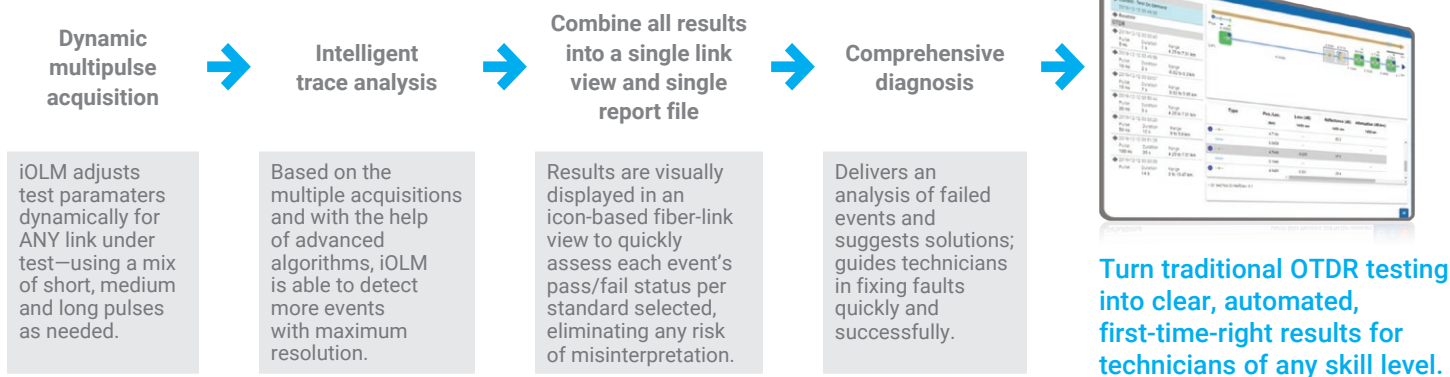 Dynamic
multipulse
acquisition
Intelligent
trace analysis
Combine all results
into a single link
view and single
report file
Comprehensive
diagnosis
iOLM adjusts
test paramaters
dynamically for
ANY link under
test—using a mix
of short, medium
and long pulses
as needed.
Based on the
multiple acquisitions
and with the help
of advanced
algorithms, iOLM
is able to detect
more events
with maximum
resolution.
Results are visually
displayed in an
icon-based fiber-link
view to quickly
assess each event's
pass/fail status per
standard selected,
eliminating any risk
of misinterpretation.
Delivers an
analysis of failed
events and
suggests solutions;
guides technicians
in fixing faults
quickly and
successfully.
OTDR
Pulse Duration Range
Type
Turn traditional OTDR testing
into clear, automated,
first-time-right results for
technicians of any skill level.